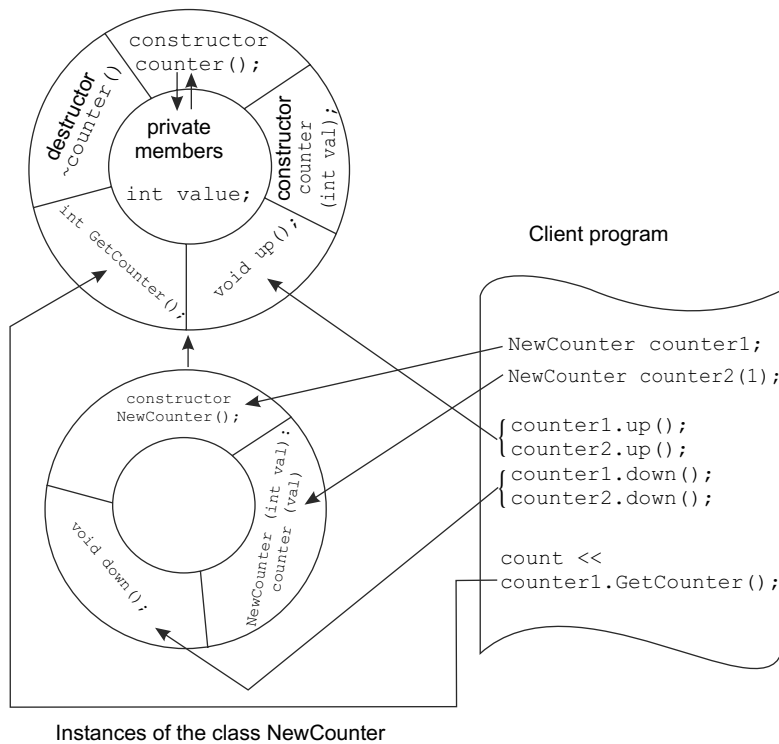 constructor
counter();
destructor
~counter()
private
members
int value;
constructor
counter
(int val);
int GetCounter();
void up();
constructor
NewCounter();
NewCounter (int val):
counter (val)
void down();
Client program
NewCounter counter1;
NewCounter counter2(1);
counter1.up();
counter2.up();
counter1.down();
counter2.down();
count <<
counter1.GetCounter();
Instances of the class NewCounter